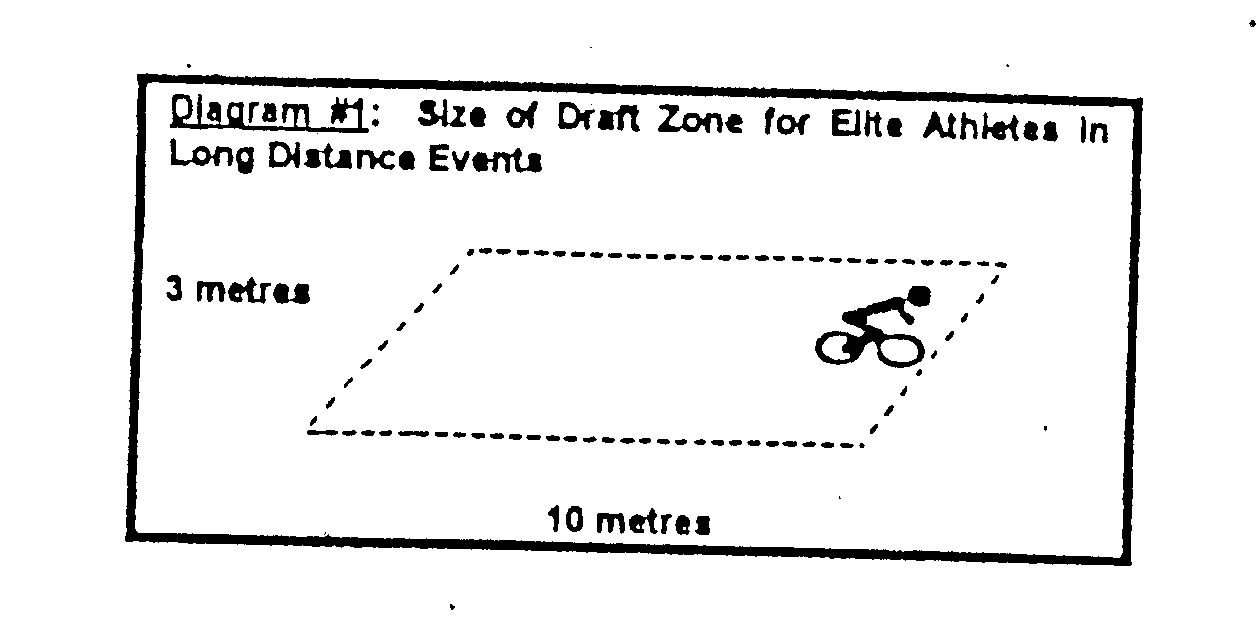 Diagram #1: Size of Draft Zone for Elite Athletes in
Long Distance Events
3 metres
10 metres